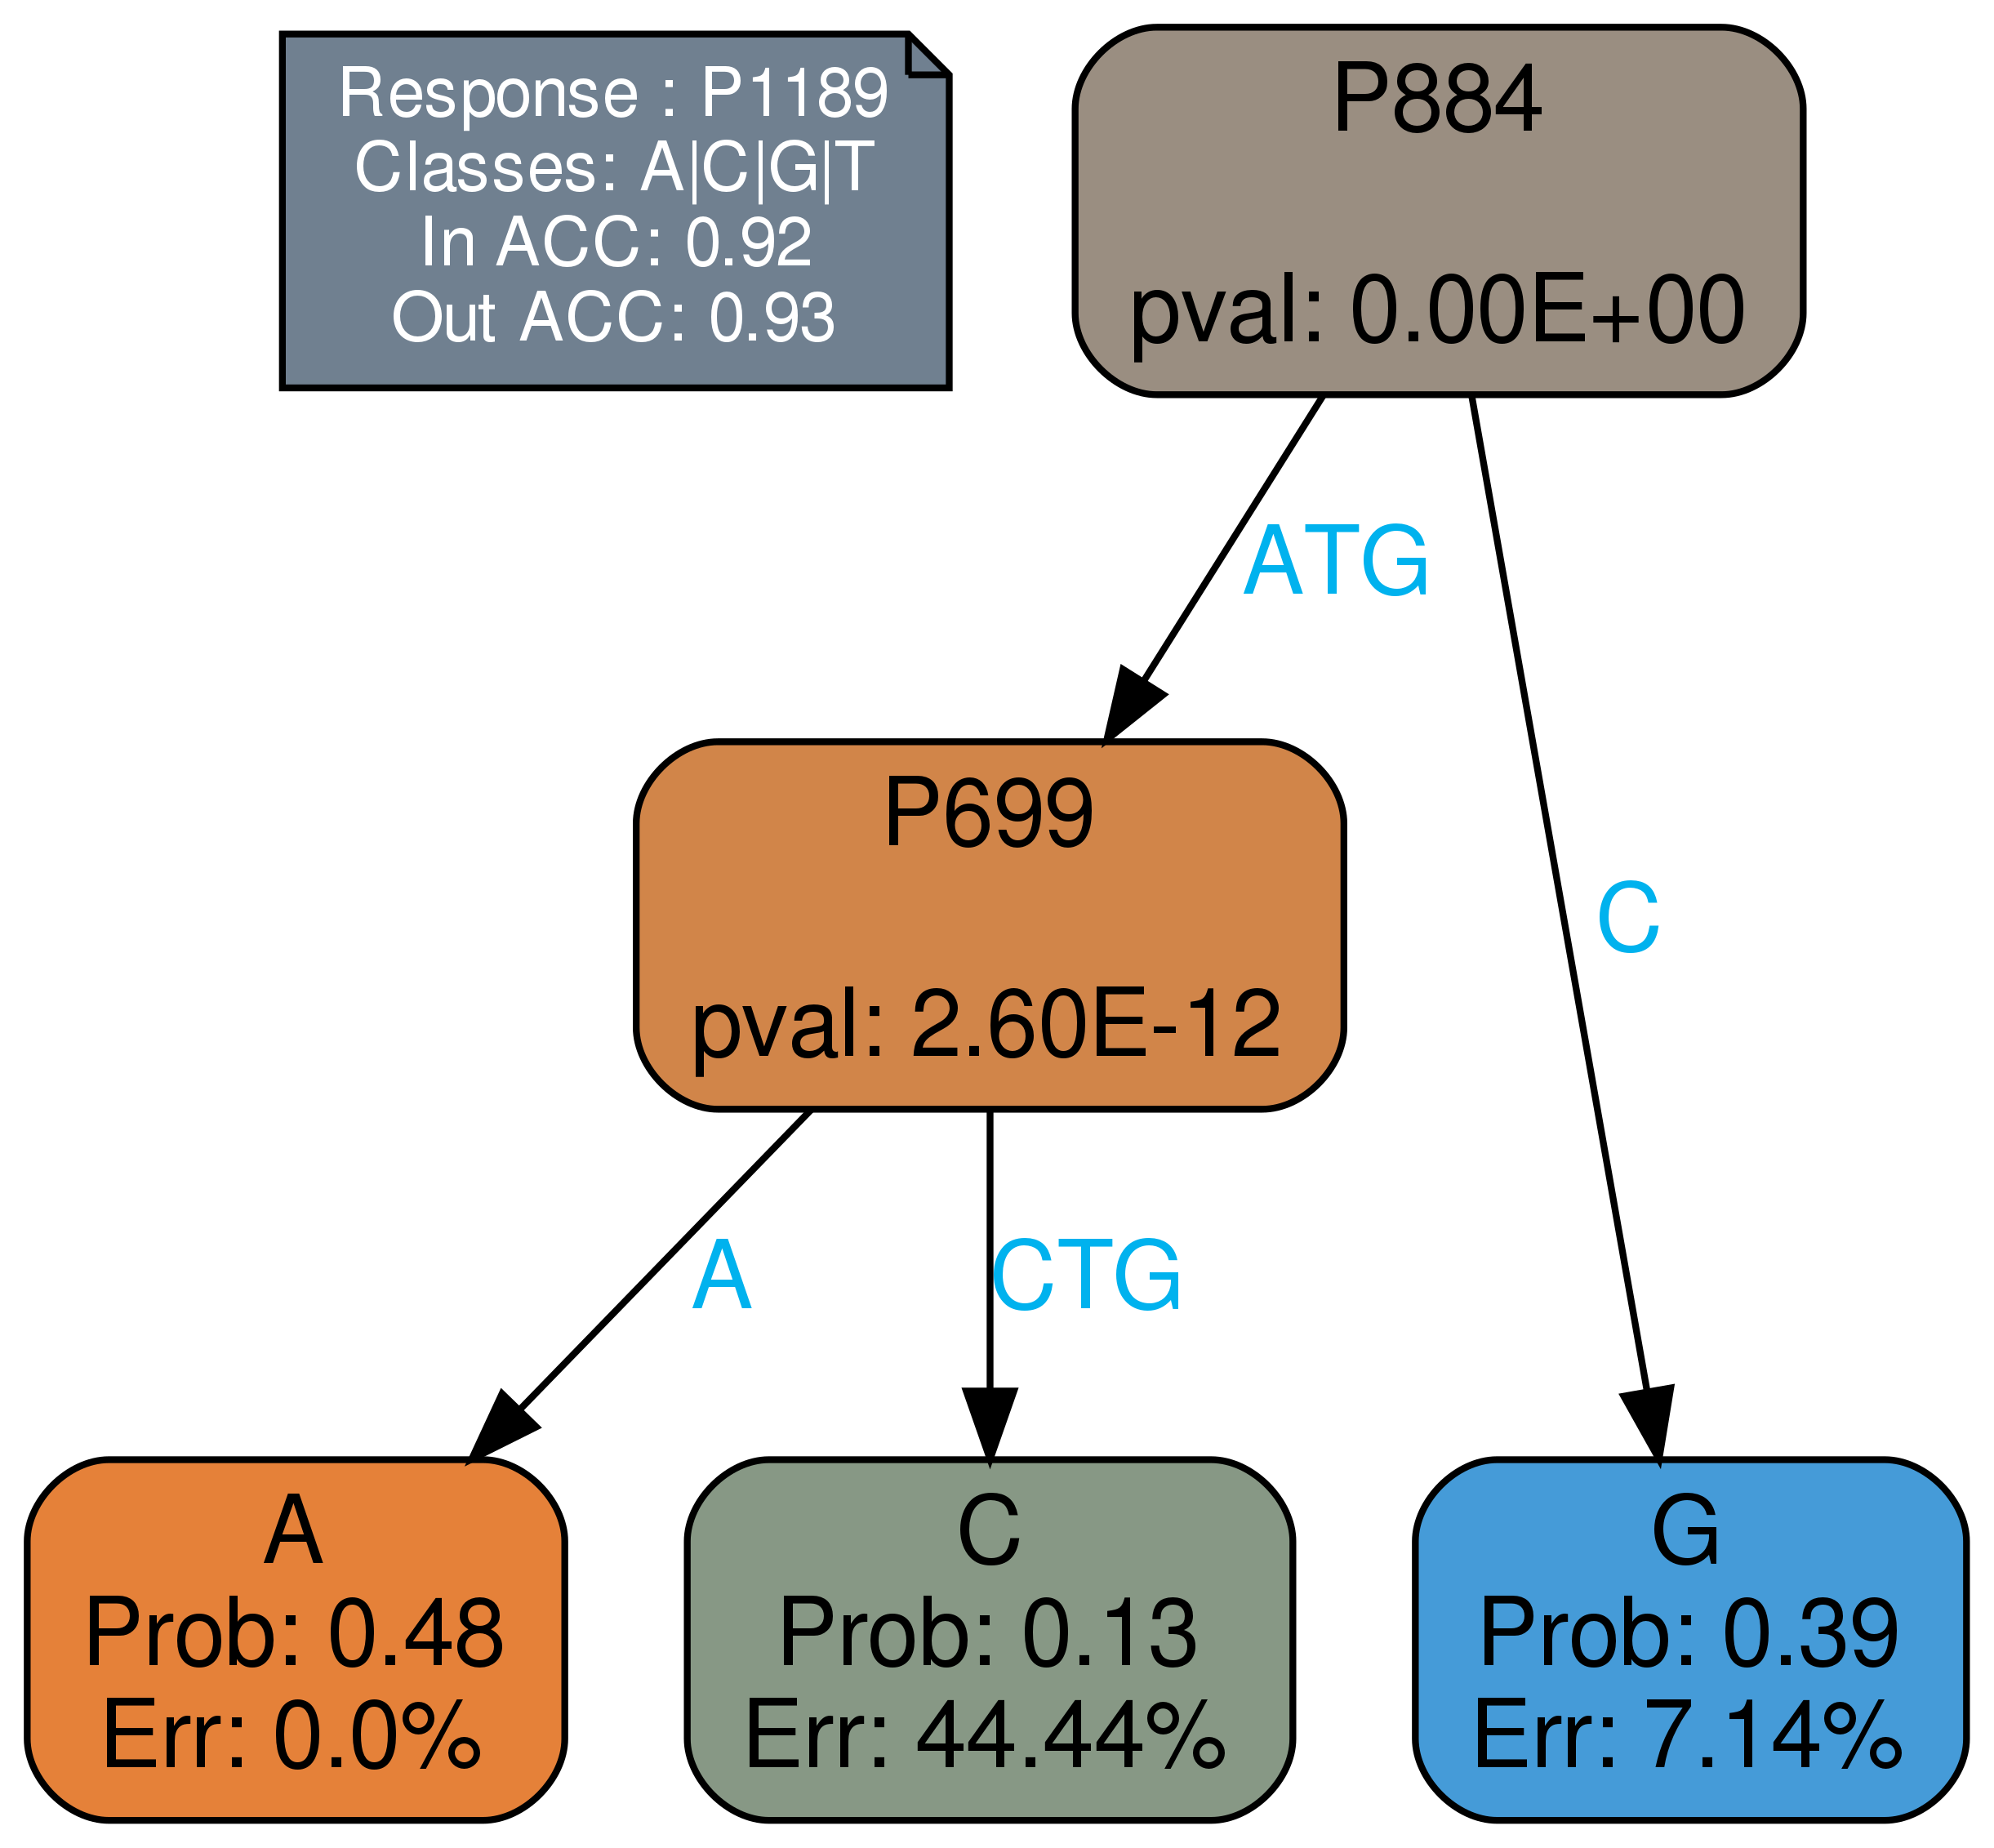 Response : P1189
Classes: A|C|G|T
In ACC: 0.92
Out ACC: 0.93
P884
pval: 0.00E+00
ATG
C
P699
pval: 2.60E-12
A
CTG
A
Prob: 0.48
Err: 0.0%
C
Prob: 0.13
Err: 44.44%
G
Prob: 0.39
Err: 7.14%